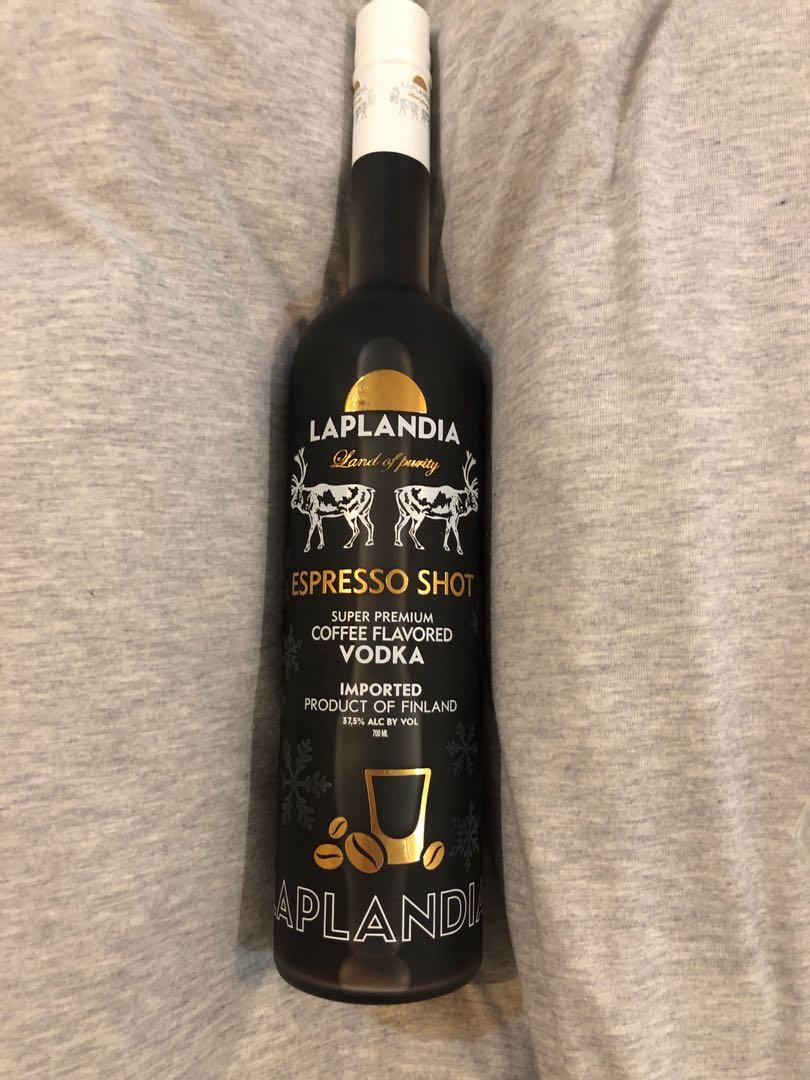 LAPLANDIA
LAPLANDIA
Land of purity
ESPRESSO SHOT
SUPER PREMIUM
COFFEE FLAVORED
VODKA
IMPORTED
PRODUCT OF FINLAND
37,5% ALC BY VOL
700 ML
LAPLANDIA